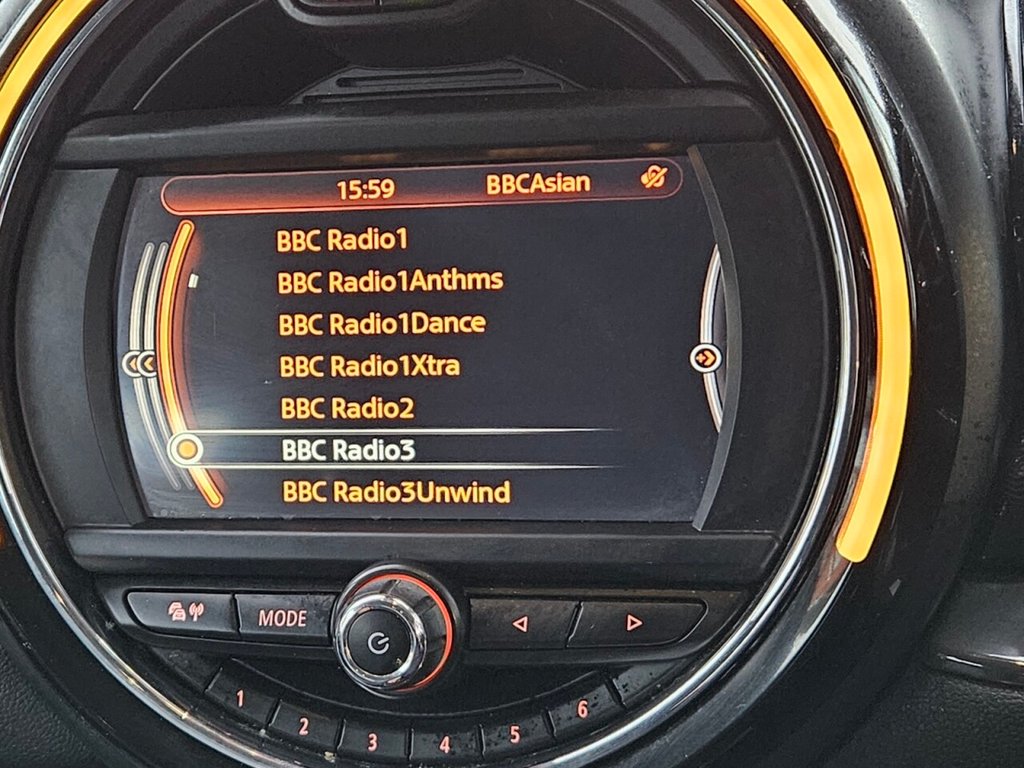 15:59 BBCAsian
BBC Radio1
BBC Radio1Anthms
BBC Radio1Dance
BBC Radio1Xtra
BBC Radio2
BBC Radio3
BBC Radio3Unwind
MODE
1 2 3 4 5 6